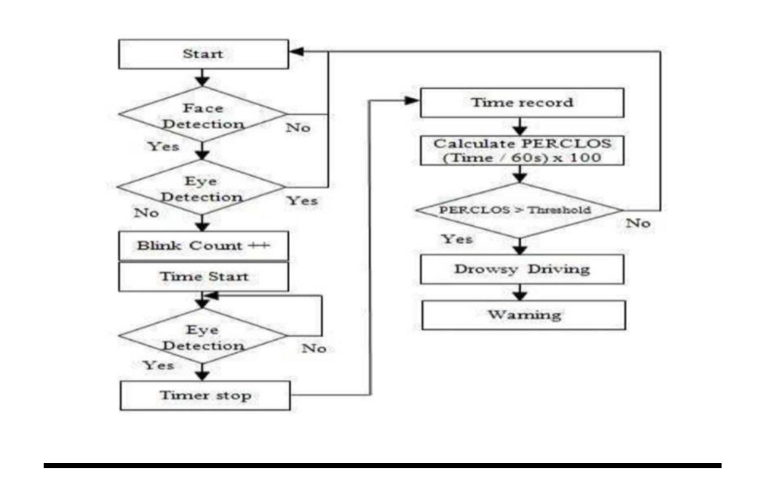 Start
Face
Detection
No
Yes
Eye
Detection
Yes
No
Blink Count ++
Time Start
Eye
Detection
No
Yes
Timer stop
Time record
Calculate PERCLOS
(Time / 60s) x 100
PERCLOS > Threshold
No
Yes
Drowsy Driving
Warning